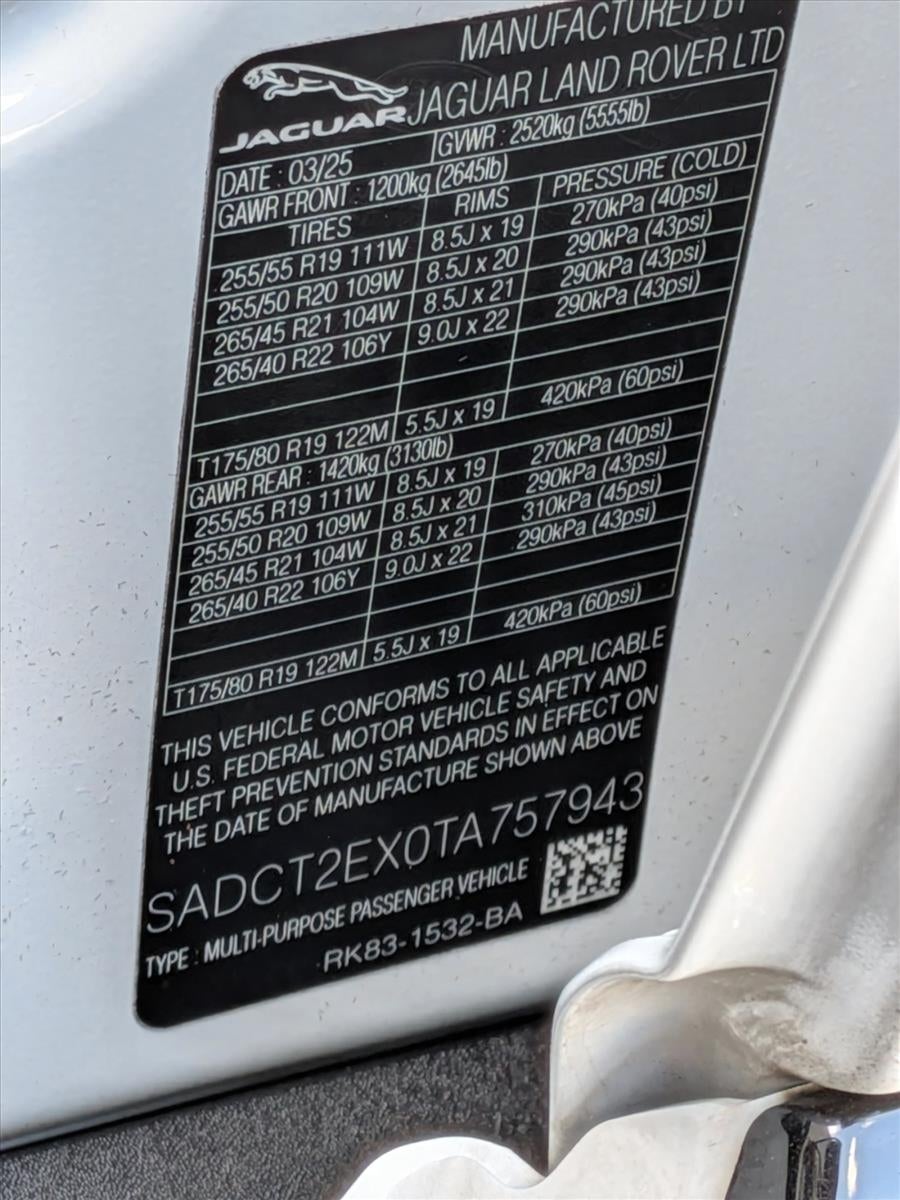 MANUFACTURED BY
JAGUAR LAND ROVER LTD
JAGUAR
DATE : 03/25 GVWR : 2520kg (5555lb)
GAWR FRONT : 1200kg (2645lb)
TIRES RIMS PRESSURE (COLD)
255/55 R19 111W 8.5J x 19 270kPa (40psi)
255/50 R20 109W 8.5J x 20 290kPa (43psi)
265/45 R21 104W 8.5J x 21 290kPa (43psi)
265/40 R22 106Y 9.0J x 22 290kPa (43psi)
T175/80 R19 122M 5.5J x 19 420kPa (60psi)
GAWR REAR : 1420kg (3130lb)
255/55 R19 111W 8.5J x 19 270kPa (40psi)
255/50 R20 109W 8.5J x 20 290kPa (43psi)
265/45 R21 104W 8.5J x 21 310kPa (45psi)
265/40 R22 106Y 9.0J x 22 290kPa (43psi)
T175/80 R19 122M 5.5J x 19 420kPa (60psi)
THIS VEHICLE CONFORMS TO ALL APPLICABLE
U.S. FEDERAL MOTOR VEHICLE SAFETY AND
THEFT PREVENTION STANDARDS IN EFFECT ON
THE DATE OF MANUFACTURE SHOWN ABOVE
SADCT2EX0TA757943
TYPE : MULTI-PURPOSE PASSENGER VEHICLE
RK83-1532-BA